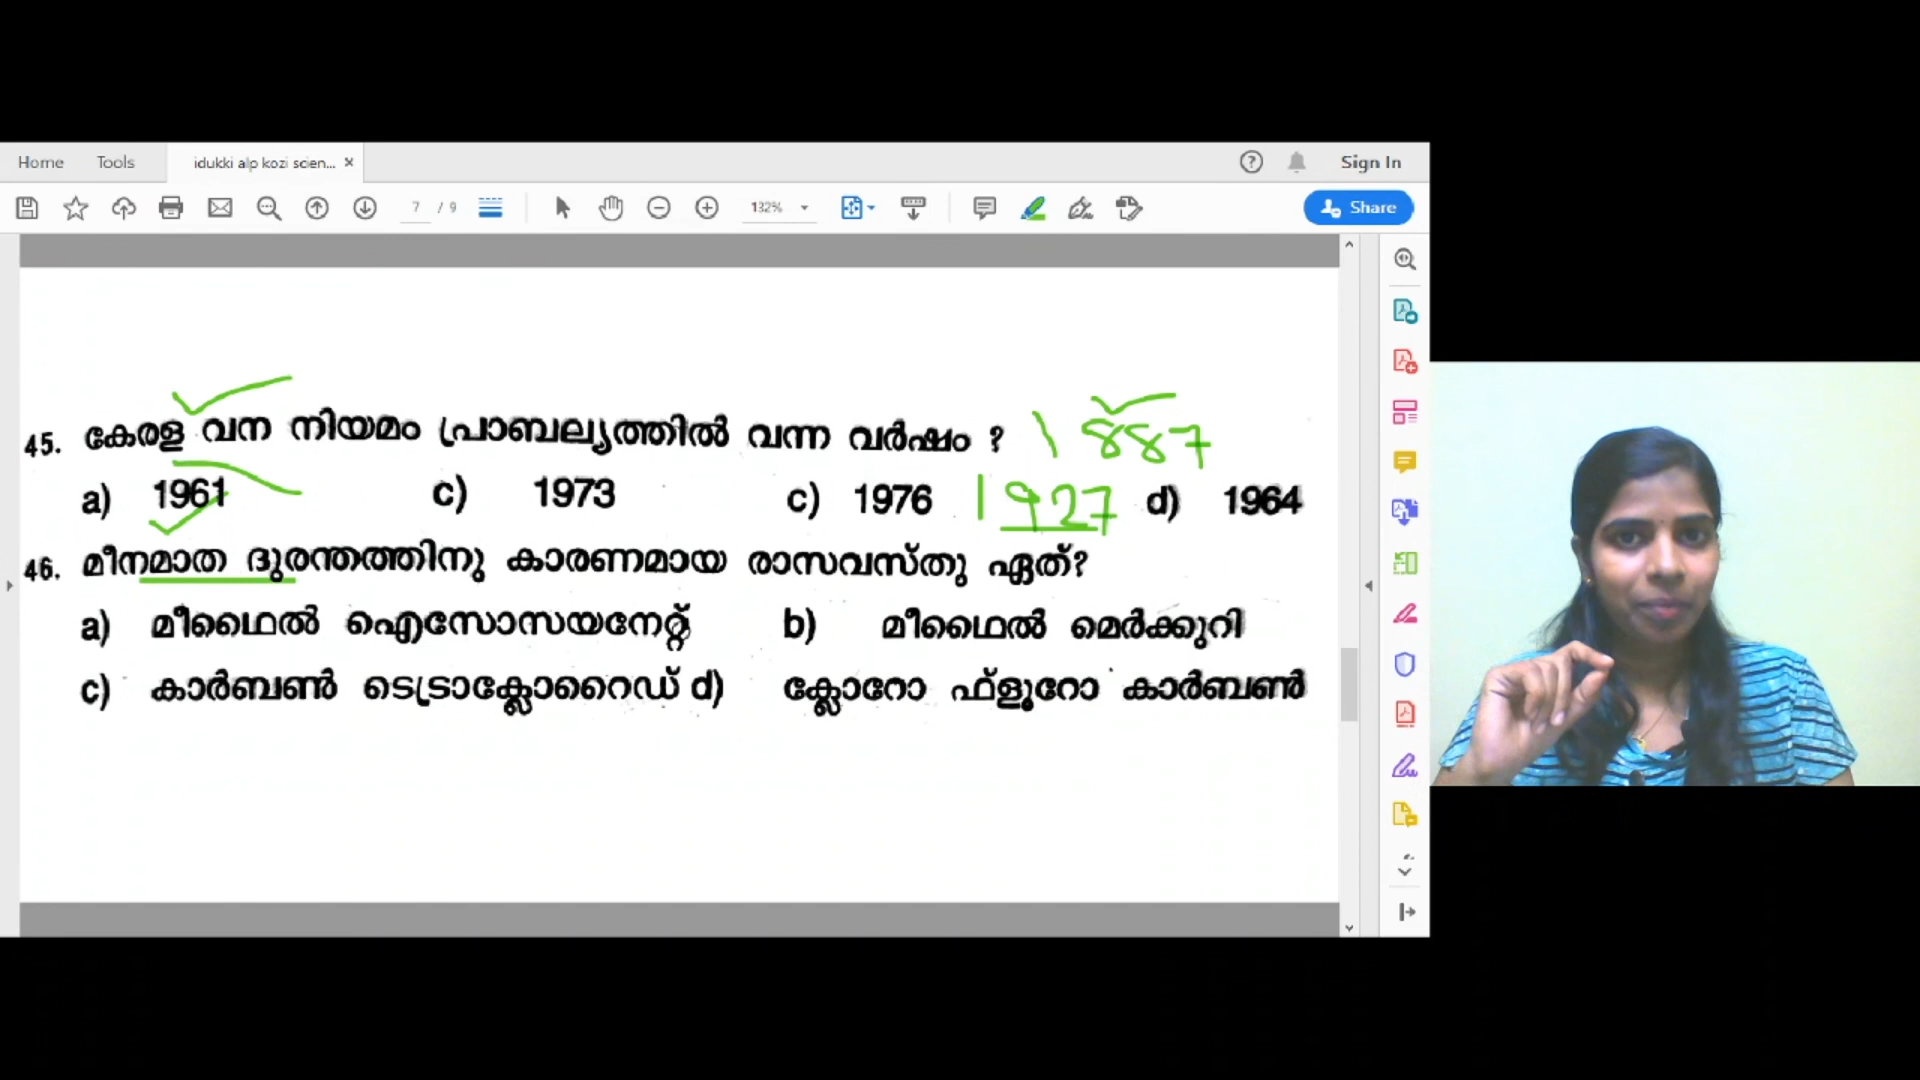 Home Tools idukki alp kozi scien... × Sign In
7 / 9 132% Share
45. കേരള വന നിയമം പ്രാബല്യത്തിൽ വന്ന വർഷം ? 1887
a) 1961 c) 1973 c) 1976 1927 d) 1964
46. മീനമാത ദുരന്തത്തിനു കാരണമായ രാസവസ്തു ഏത്?
a) മീഥൈൽ ഐസോസയനേറ്റ് b) മീഥൈൽ മെർക്കുറി
c) കാർബൺ ടെട്രാക്ലോറൈഡ് d) ക്ലോറോ ഫ്ളൂറോ കാർബൺ